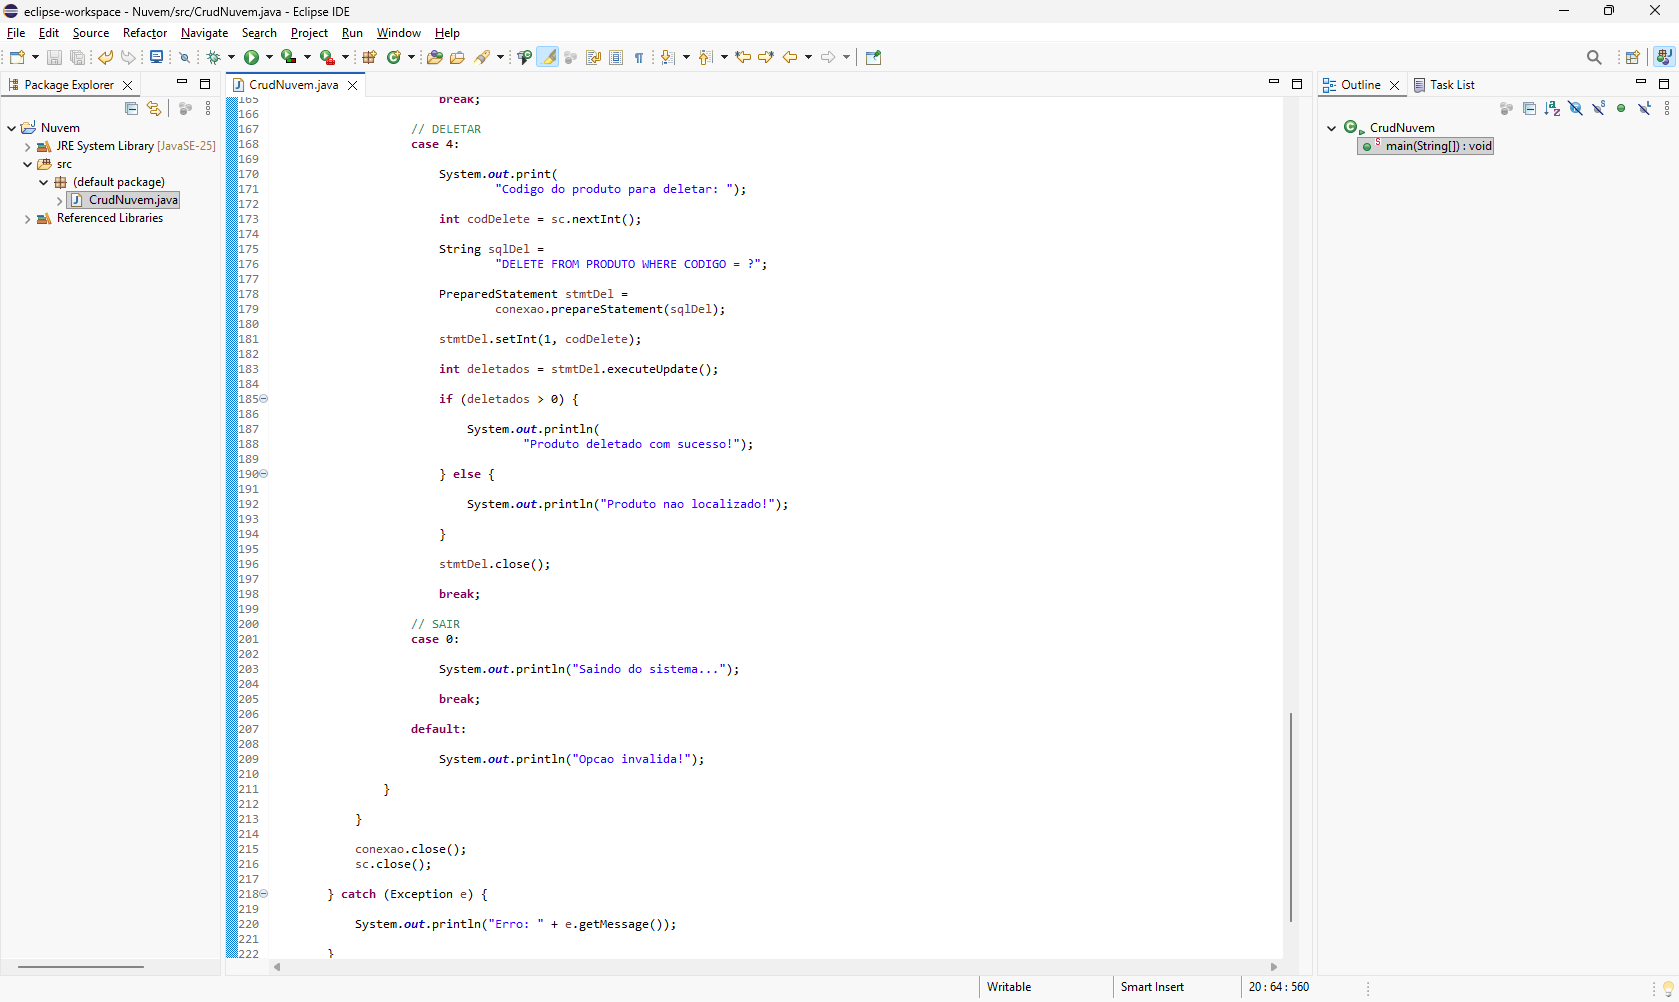 eclipse-workspace - Nuvem/src/CrudNuvem.java - Eclipse IDE
File Edit Source Refactor Navigate Search Project Run Window Help
Package Explorer
CrudNuvem.java
Outline
Task List
Nuvem
JRE System Library [JavaSE-25]
src
(default package)
CrudNuvem.java
Referenced Libraries
165 break;
166
167 // DELETAR
168 case 4:
169
170 System.out.print(
171 "Codigo do produto para deletar: ");
172
173 int codDelete = sc.nextInt();
174
175 String sqlDel =
176 "DELETE FROM PRODUTO WHERE CODIGO = ?";
177
178 PreparedStatement stmtDel =
179 conexao.prepareStatement(sqlDel);
180
181 stmtDel.setInt(1, codDelete);
182
183 int deletados = stmtDel.executeUpdate();
184
185 if (deletados > 0) {
186
187 System.out.println(
188 "Produto deletado com sucesso!");
189
190 } else {
191
192 System.out.println("Produto nao localizado!");
193
194 }
195
196 stmtDel.close();
197
198 break;
199
200 // SAIR
201 case 0:
202
203 System.out.println("Saindo do sistema...");
204
205 break;
206
207 default:
208
209 System.out.println("Opcao invalida!");
210
211 }
212
213 }
214
215 conexao.close();
216 sc.close();
217
218 } catch (Exception e) {
219
220 System.out.println("Erro: " + e.getMessage());
221
222 }
CrudNuvem
main(String[]) : void
Writable
Smart Insert
20 : 64 : 560